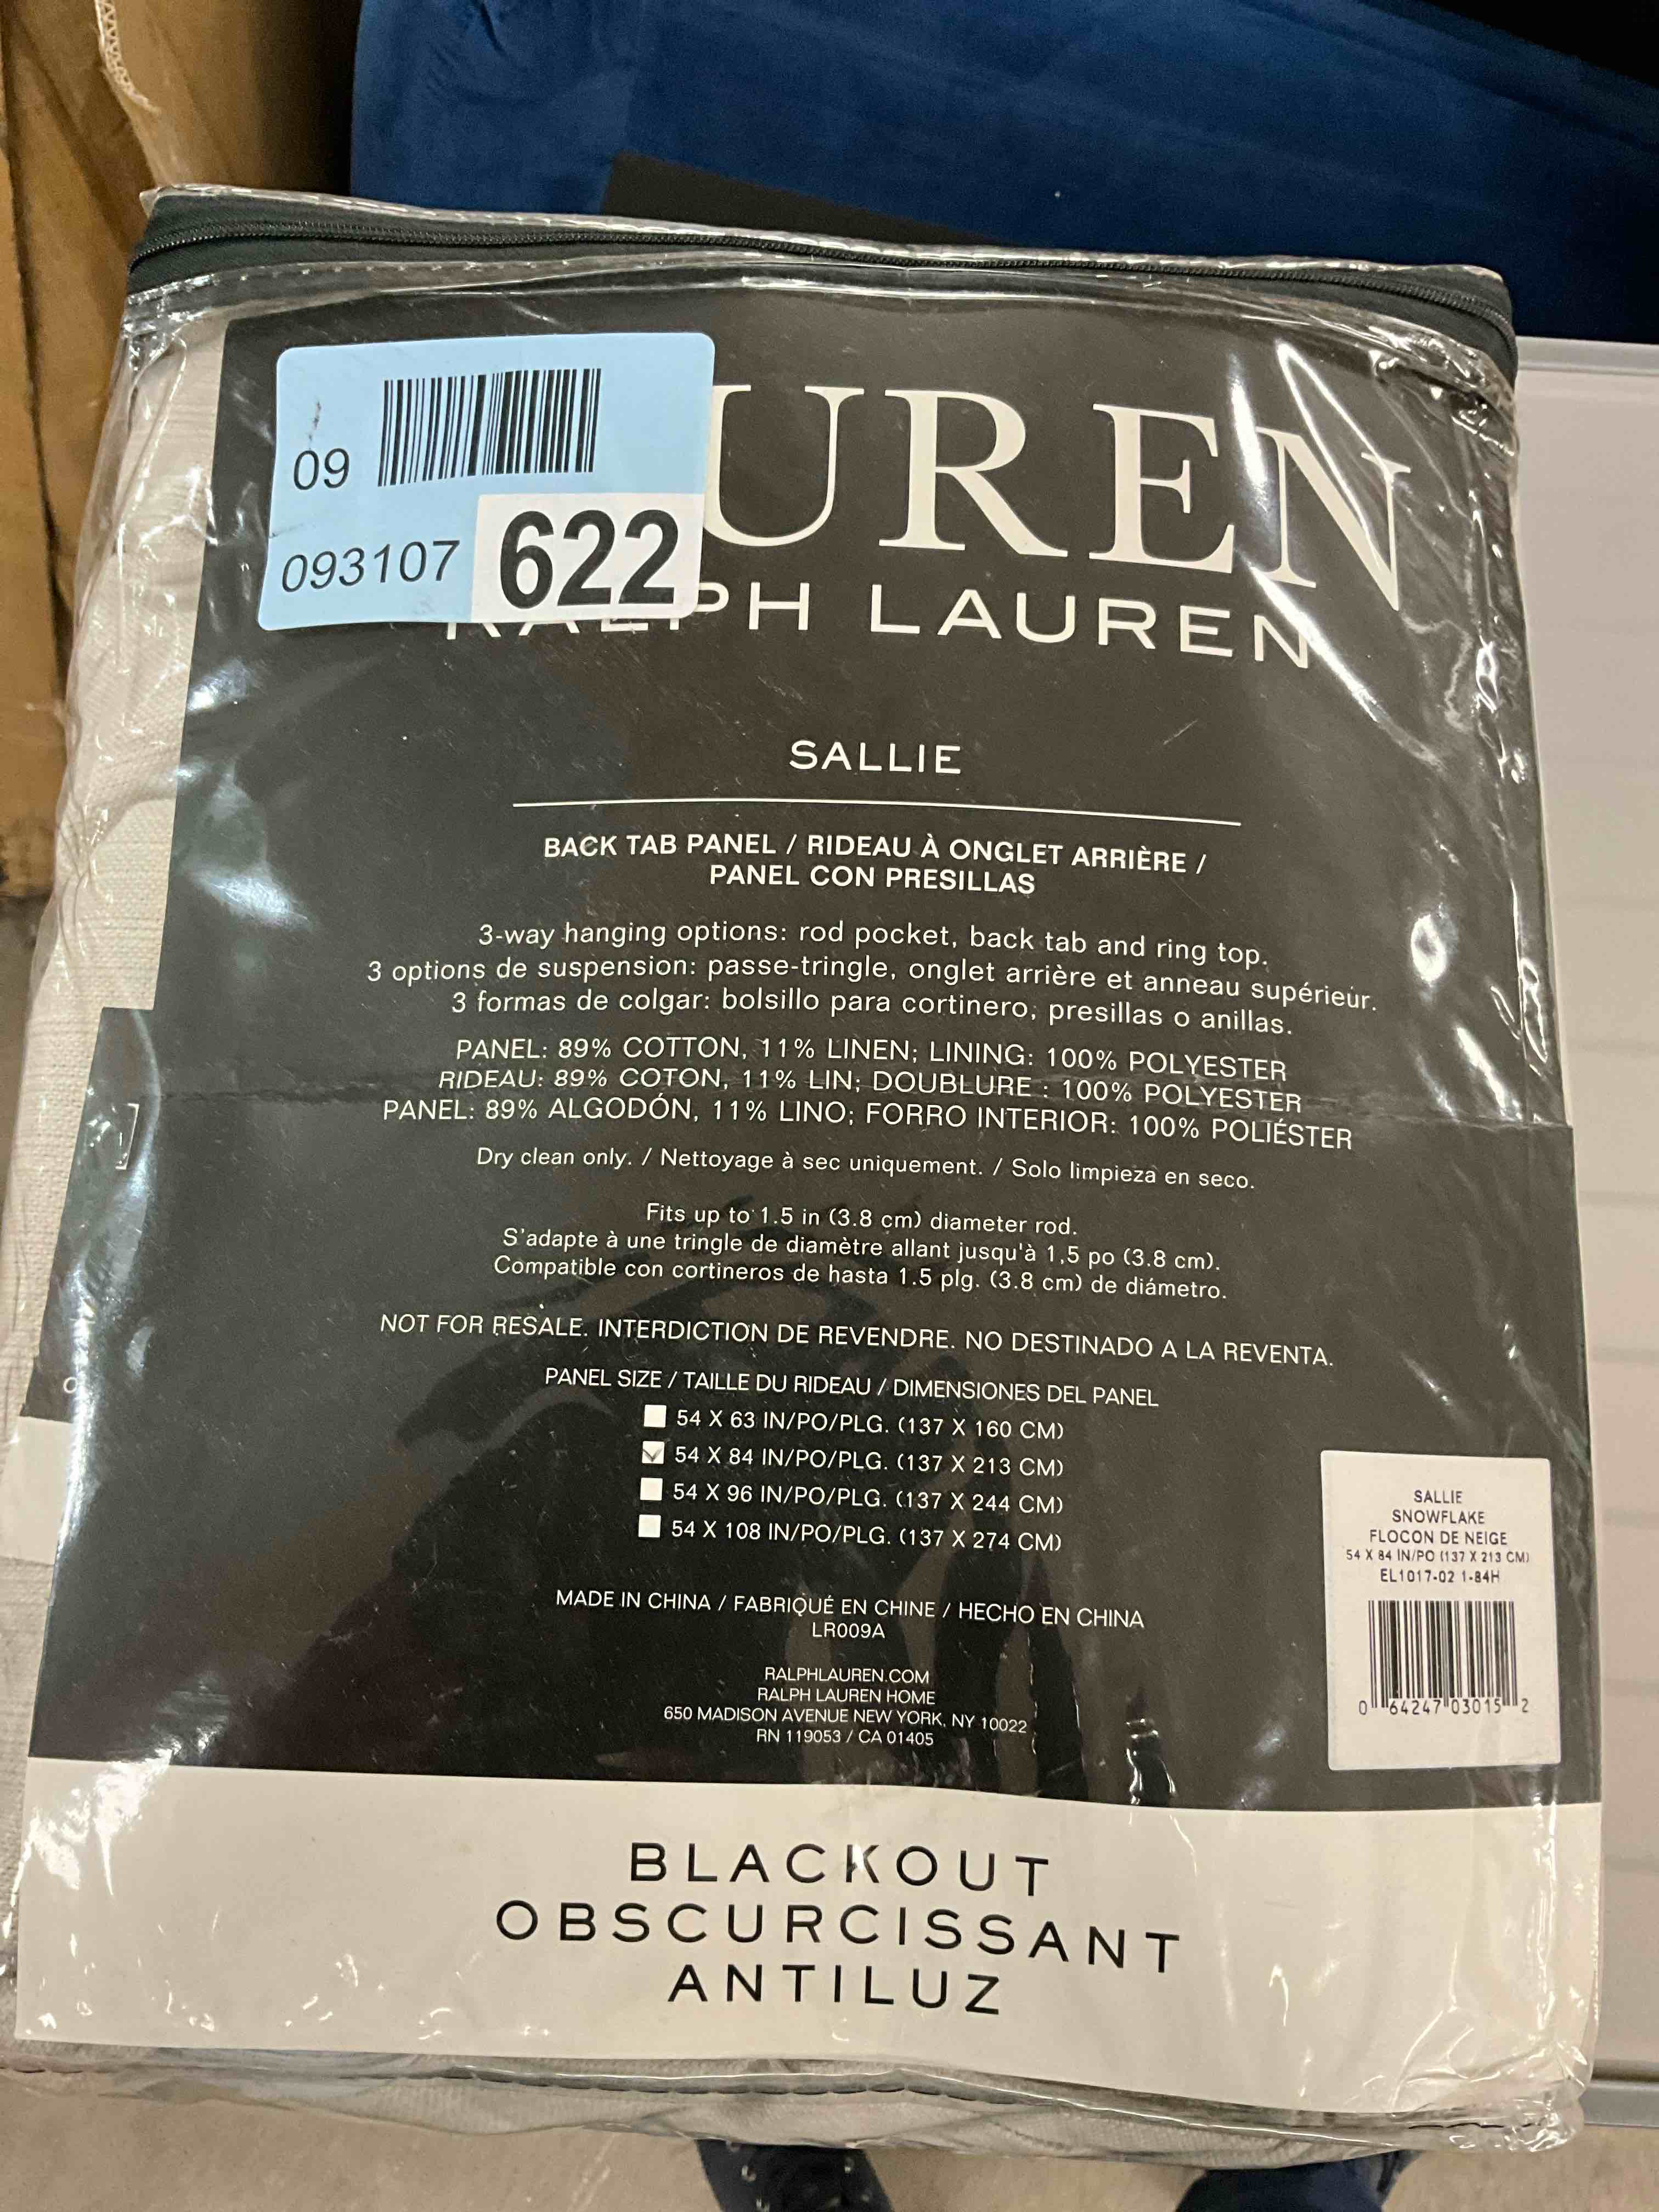 09
093107 622
UREN
RALPH LAUREN
SALLIE
BACK TAB PANEL / RIDEAU À ONGLET ARRIÈRE /
PANEL CON PRESILLAS
3-way hanging options: rod pocket, back tab and ring top.
3 options de suspension: passe-tringle, onglet arrière et anneau supérieur.
3 formas de colgar: bolsillo para cortinero, presillas o anillas.
PANEL: 89% COTTON, 11% LINEN; LINING: 100% POLYESTER
RIDEAU: 89% COTON, 11% LIN; DOUBLURE : 100% POLYESTER
PANEL: 89% ALGODÓN, 11% LINO; FORRO INTERIOR: 100% POLIÉSTER
Dry clean only. / Nettoyage à sec uniquement. / Solo limpieza en seco.
Fits up to 1.5 in (3.8 cm) diameter rod.
S'adapte à une tringle de diamètre allant jusqu'à 1,5 po (3.8 cm).
Compatible con cortineros de hasta 1.5 plg. (3.8 cm) de diámetro.
NOT FOR RESALE. INTERDICTION DE REVENDRE. NO DESTINADO A LA REVENTA.
PANEL SIZE / TAILLE DU RIDEAU / DIMENSIONES DEL PANEL
54 X 63 IN/PO/PLG. (137 X 160 CM)
54 X 84 IN/PO/PLG. (137 X 213 CM)
54 X 96 IN/PO/PLG. (137 X 244 CM)
54 X 108 IN/PO/PLG. (137 X 274 CM)
MADE IN CHINA / FABRIQUÉ EN CHINE / HECHO EN CHINA
LR009A
RALPHLAUREN.COM
RALPH LAUREN HOME
650 MADISON AVENUE NEW YORK, NY 10022
RN 119053 / CA 01405
SALLIE
SNOWFLAKE
FLOCON DE NEIGE
54 X 84 IN/PO (137 X 213 CM)
EL1017-02 1-84H
0 64247 03015 2
BLACKOUT
OBSCURCISSANT
ANTILUZ